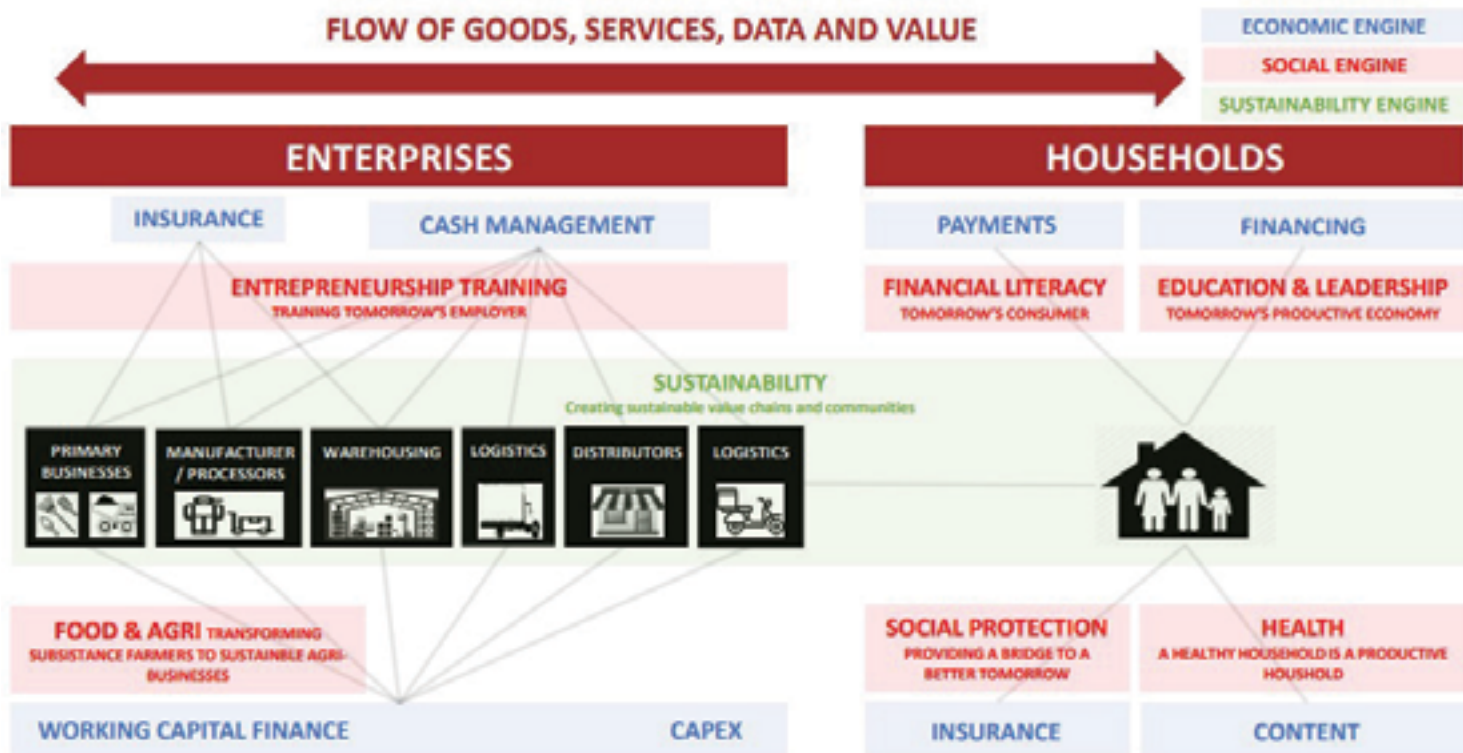 FLOW OF GOODS, SERVICES, DATA AND VALUE
ECONOMIC ENGINE
SOCIAL ENGINE
SUSTAINABILITY ENGINE
ENTERPRISES
HOUSEHOLDS
INSURANCE
CASH MANAGEMENT
PAYMENTS
FINANCING
ENTREPRENEURSHIP TRAINING
TRAINING TOMORROW'S EMPLOYER
FINANCIAL LITERACY
TOMORROW'S CONSUMER
EDUCATION & LEADERSHIP
TOMORROW'S PRODUCTIVE ECONOMY
SUSTAINABILITY
Creating sustainable value chains and communities
PRIMARY
BUSINESSES
MANUFACTURER
/ PROCESSORS
WAREHOUSING
LOGISTICS
DISTRIBUTORS
LOGISTICS
FOOD & AGRI TRANSFORMING
SUBSISTANCE FARMERS TO SUSTAINBLE AGRI-
BUSINESSES
SOCIAL PROTECTION
PROVIDING A BRIDGE TO A
BETTER TOMORROW
HEALTH
A HEALTHY HOUSEHOLD IS A PRODUCTIVE
HOUSHOLD
WORKING CAPITAL FINANCE
CAPEX
INSURANCE
CONTENT